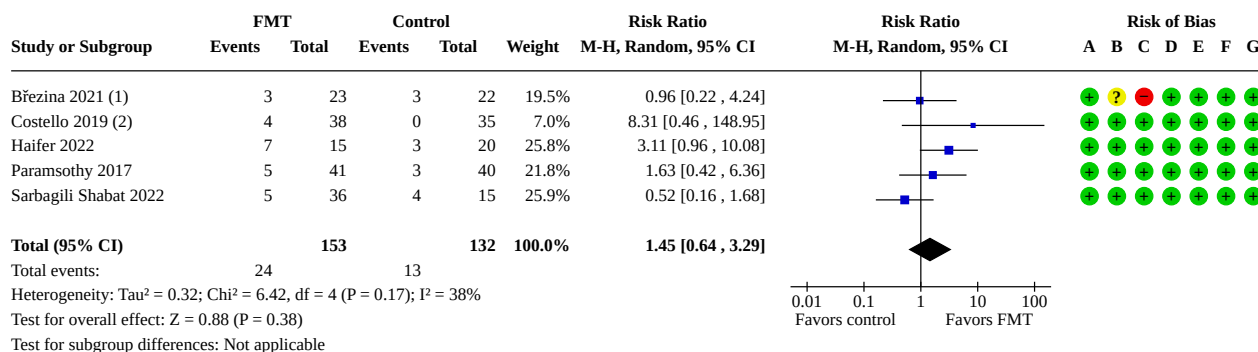 FMT Control Risk Ratio Risk Ratio Risk of Bias
Study or Subgroup Events Total Events Total Weight M-H, Random, 95% CI M-H, Random, 95% CI A B C D E F G
Březina 2021 (1) 3 23 3 22 19.5% 0.96 [0.22 , 4.24] + ? − + + + +
Costello 2019 (2) 4 38 0 35 7.0% 8.31 [0.46 , 148.95] + + + + + + +
Haifer 2022 7 15 3 20 25.8% 3.11 [0.96 , 10.08] + + + + + + +
Paramsothy 2017 5 41 3 40 21.8% 1.63 [0.42 , 6.36] + + + + + + +
Sarbagili Shabat 2022 5 36 4 15 25.9% 0.52 [0.16 , 1.68] + + + + + + +
Total (95% CI) 153 132 100.0% 1.45 [0.64 , 3.29]
Total events: 24 13
Heterogeneity: Tau² = 0.32; Chi² = 6.42, df = 4 (P = 0.17); I² = 38%
0.01 0.1 1 10 100
Test for overall effect: Z = 0.88 (P = 0.38) Favors control Favors FMT
Test for subgroup differences: Not applicable